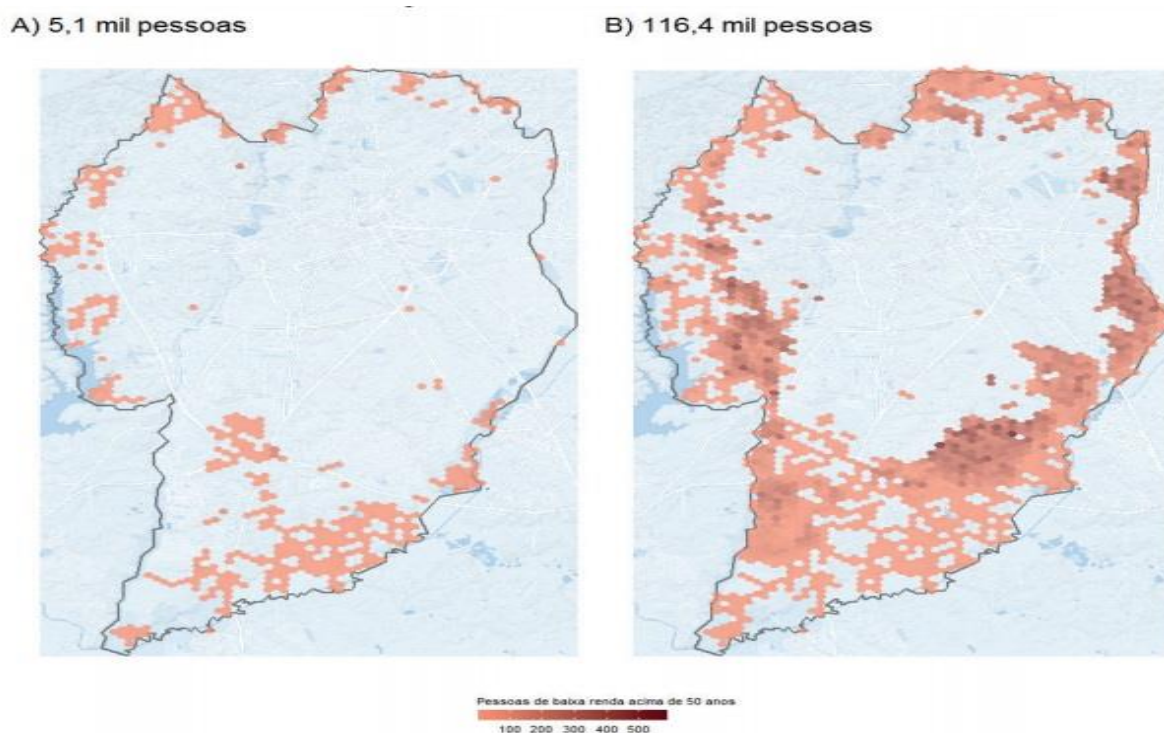 A) 5,1 mil pessoas
B) 116,4 mil pessoas
Pessoas de baixa renda acima de 50 anos
100 200 300 400 500